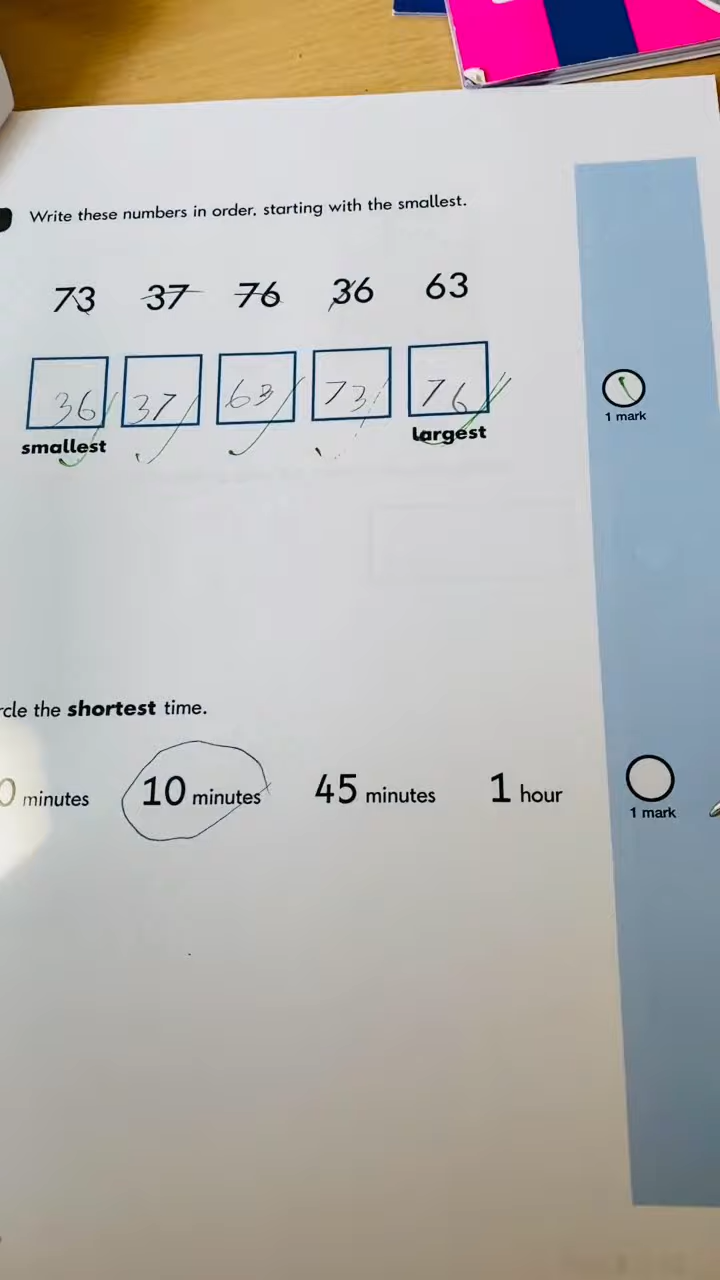 Write these numbers in order, starting with the smallest.
73 37 76 36 63
36 37 63 73 76
1 mark
smallest largest
rcle the shortest time.
0 minutes 10 minutes 45 minutes 1 hour
1 mark